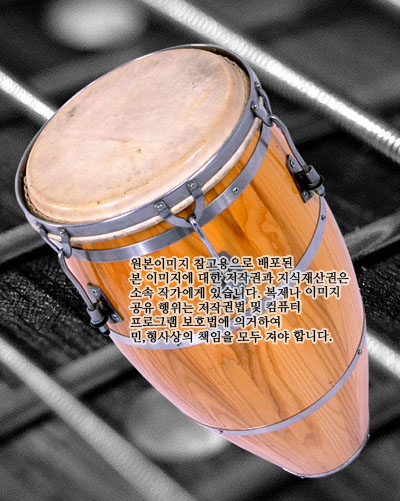 원본이미지 참고용으로 배포된
본 이미지에 대한 저작권과 지식재산권은
소속 작가에게 있습니다. 복제나 이미지
공유 행위는 저작권법 및 컴퓨터
프로그램 보호법에 의거하여
민,형사상의 책임을 모두 져야 합니다.